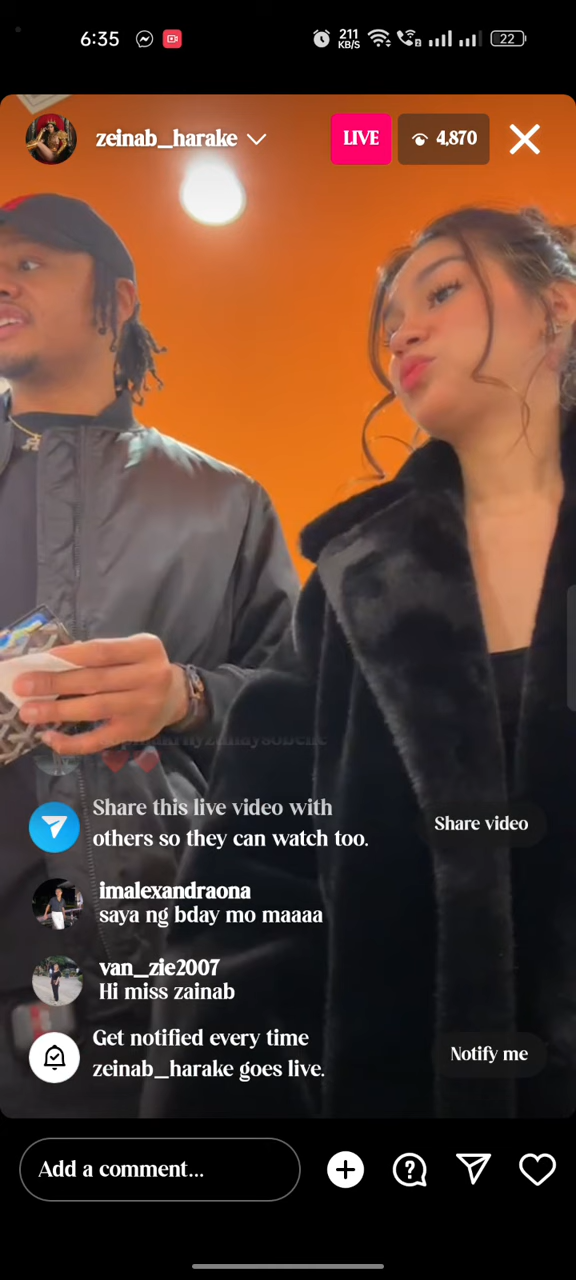 6:35
211
KB/S
2
22
zeinab_harake
LIVE
4,870
Share this live video with
others so they can watch too.
Share video
imalexandraona
saya ng bday mo maaaa
van_zie2007
Hi miss zainab
Get notified every time
zeinab_harake goes live.
Notify me
Add a comment...